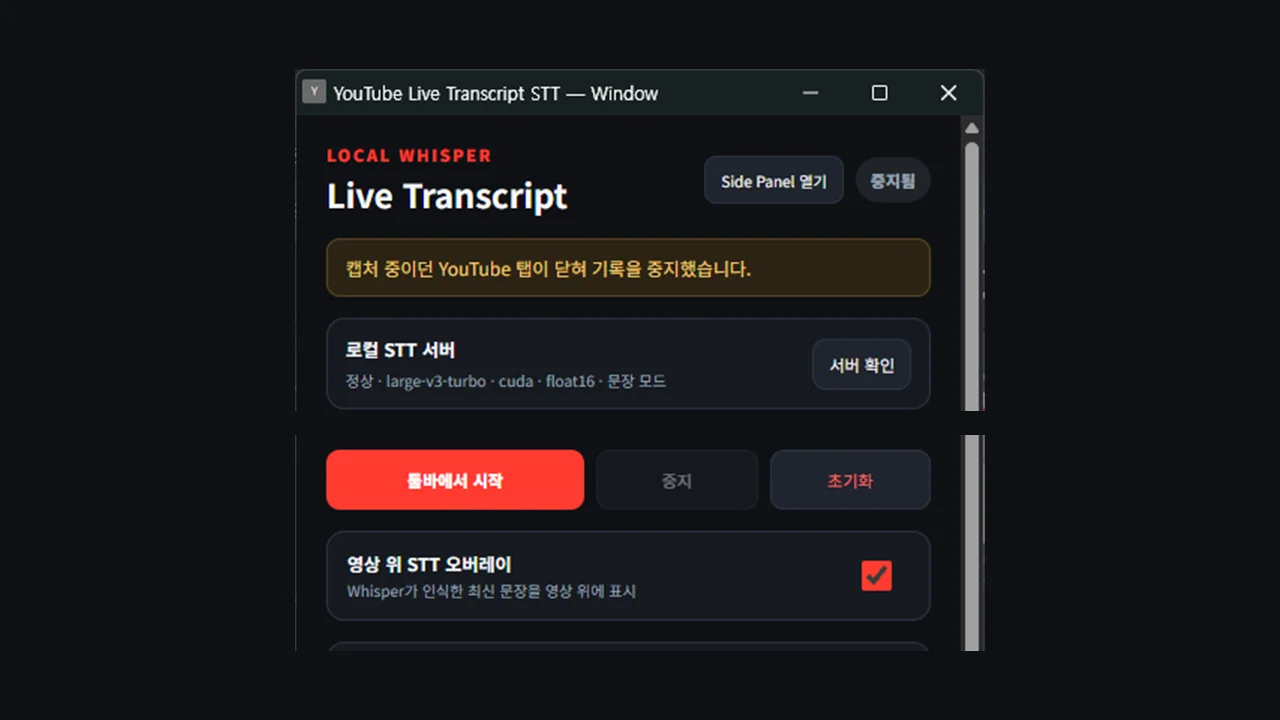 Y YouTube Live Transcript STT — Window
LOCAL WHISPER
Live Transcript
Side Panel 열기
중지됨
캡처 중이던 YouTube 탭이 닫혀 기록을 중지했습니다.
로컬 STT 서버
정상 · large-v3-turbo · cuda · float16 · 문장 모드
서버 확인
툴바에서 시작
중지
초기화
영상 위 STT 오버레이
Whisper가 인식한 최신 문장을 영상 위에 표시